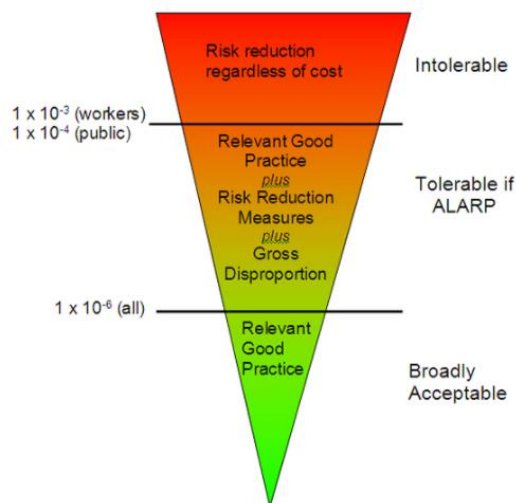 Risk reduction
regardless of cost
Intolerable
1 x 10⁻³ (workers)
1 x 10⁻⁴ (public)
Relevant Good
Practice
plus
Risk Reduction
Measures
plus
Gross
Disproportion
Tolerable if
ALARP
1 x 10⁻⁶ (all)
Relevant
Good
Practice
Broadly
Acceptable